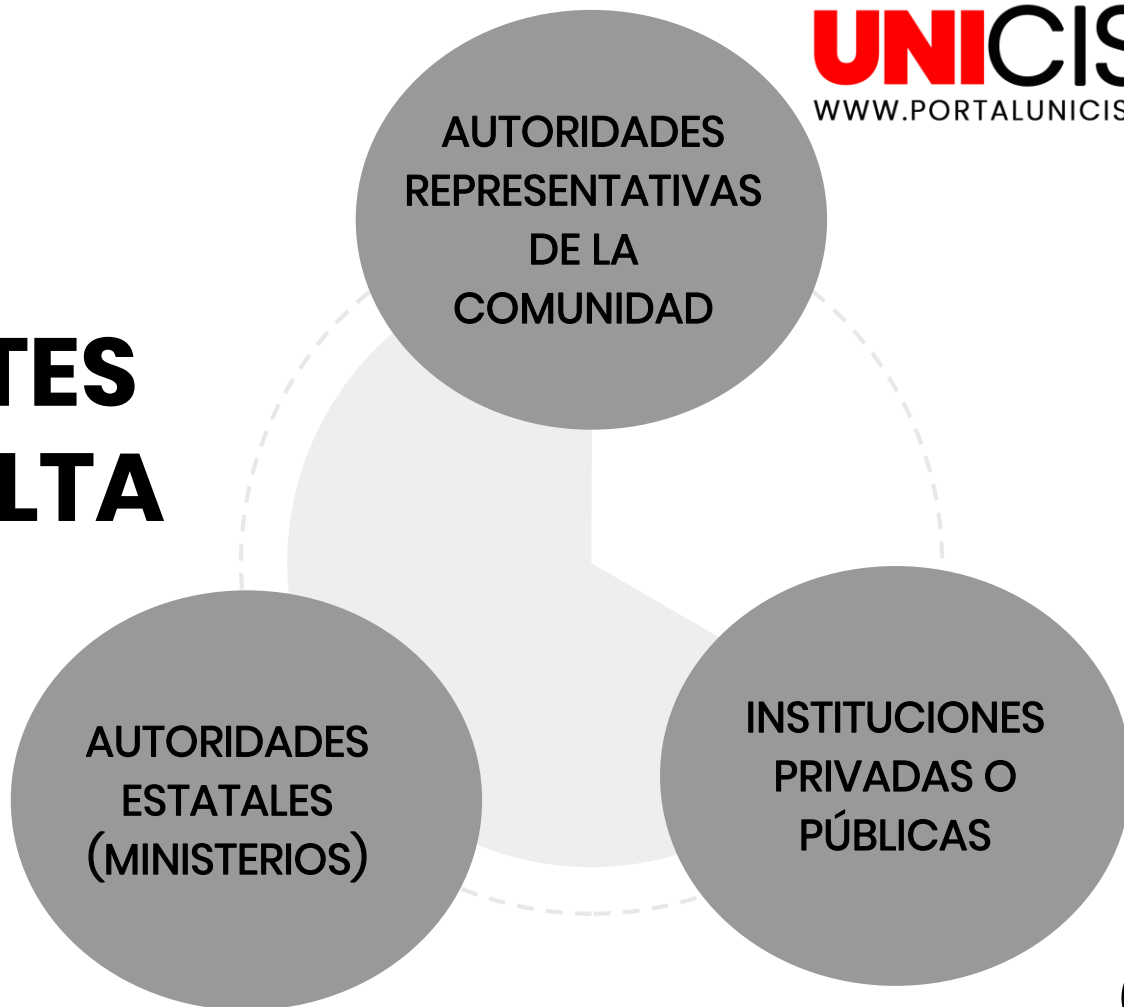 UNICIS
WWW.PORTALUNICIS
AUTORIDADES
REPRESENTATIVAS
DE LA
COMUNIDAD
TES
LTA
AUTORIDADES
ESTATALES
(MINISTERIOS)
INSTITUCIONES
PRIVADAS O
PÚBLICAS